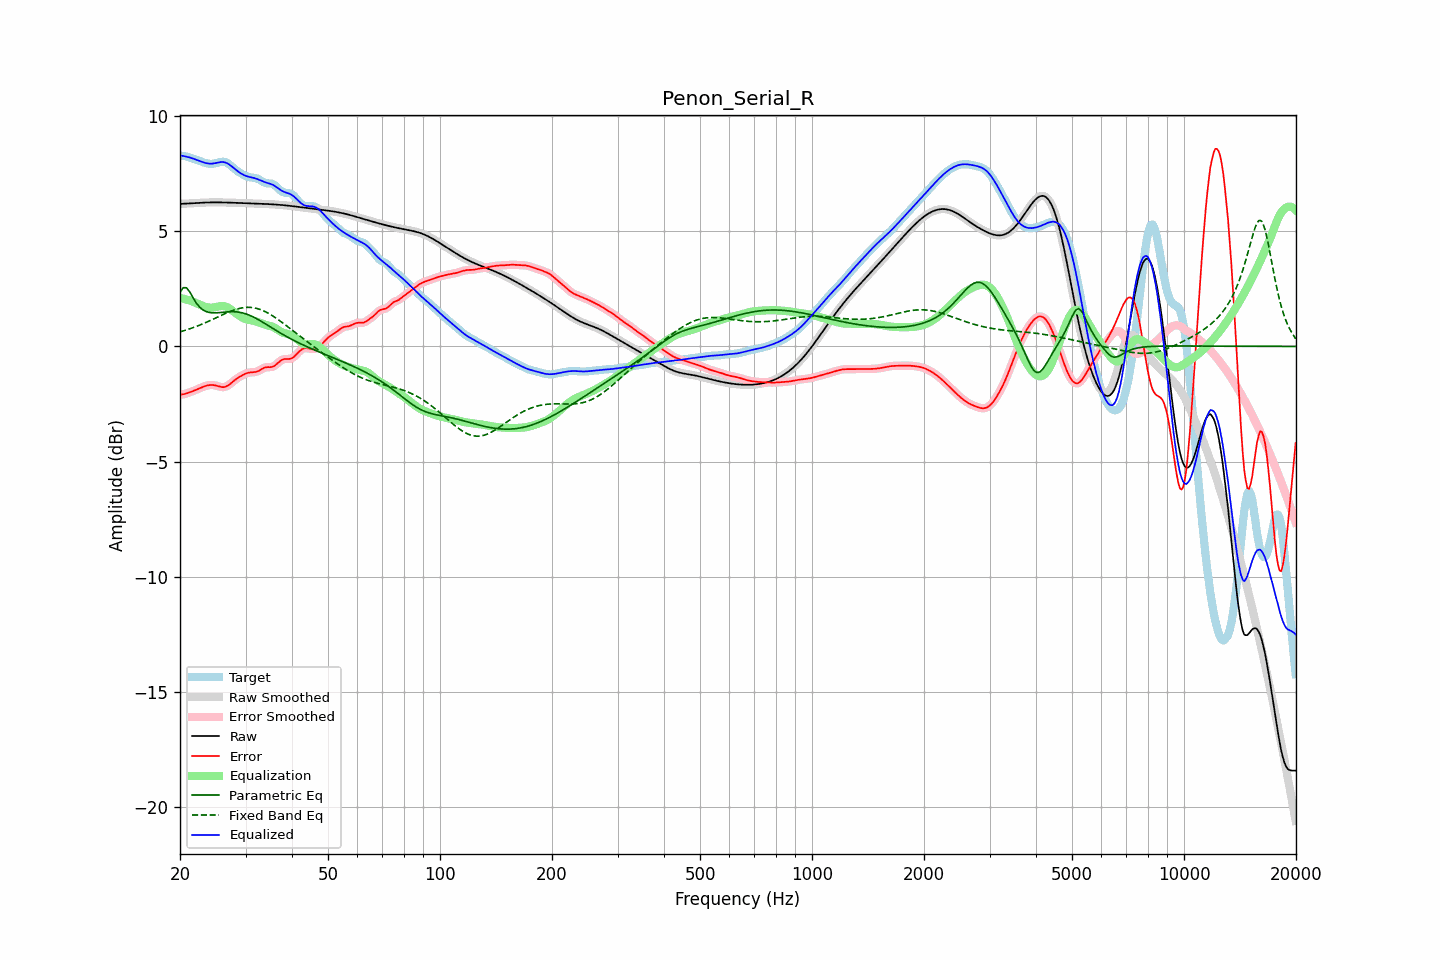 Penon_Serial_R
10
5
0
−5
−10
−15
−20
Amplitude (dBr)
Target
Raw Smoothed
Error Smoothed
Raw
Error
Equalization
Parametric Eq
Fixed Band Eq
Equalized
20 50 100 200 500 1000 2000 5000 10000 20000
Frequency (Hz)